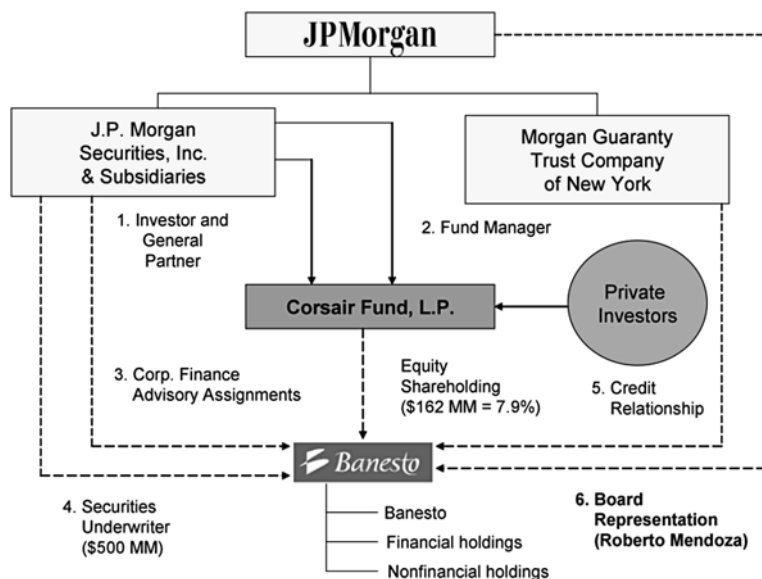 JPMorgan
J.P. Morgan
Securities, Inc.
& Subsidiaries
Morgan Guaranty
Trust Company
of New York
1. Investor and
General
Partner
2. Fund Manager
Corsair Fund, L.P.
Private
Investors
3. Corp. Finance
Advisory Assignments
Equity
Shareholding
($162 MM = 7.9%)
5. Credit
Relationship
Banesto
4. Securities
Underwriter
($500 MM)
Banesto
Financial holdings
Nonfinancial holdings
6. Board
Representation
(Roberto Mendoza)